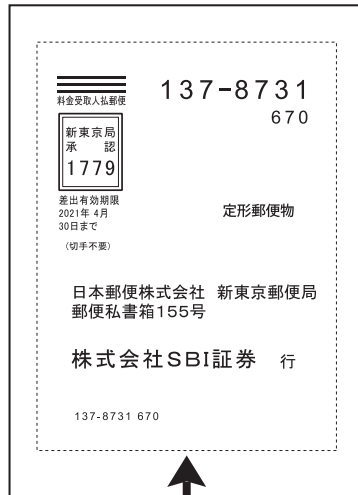 137-8731
670
料金受取人払郵便
新東京局
承 認
1779
差出有効期限
2021年 4月
30日まで
(切手不要)
定形郵便物
日本郵便株式会社 新東京郵便局
郵便私書箱155号
株式会社SBI証券 行
137-8731 670